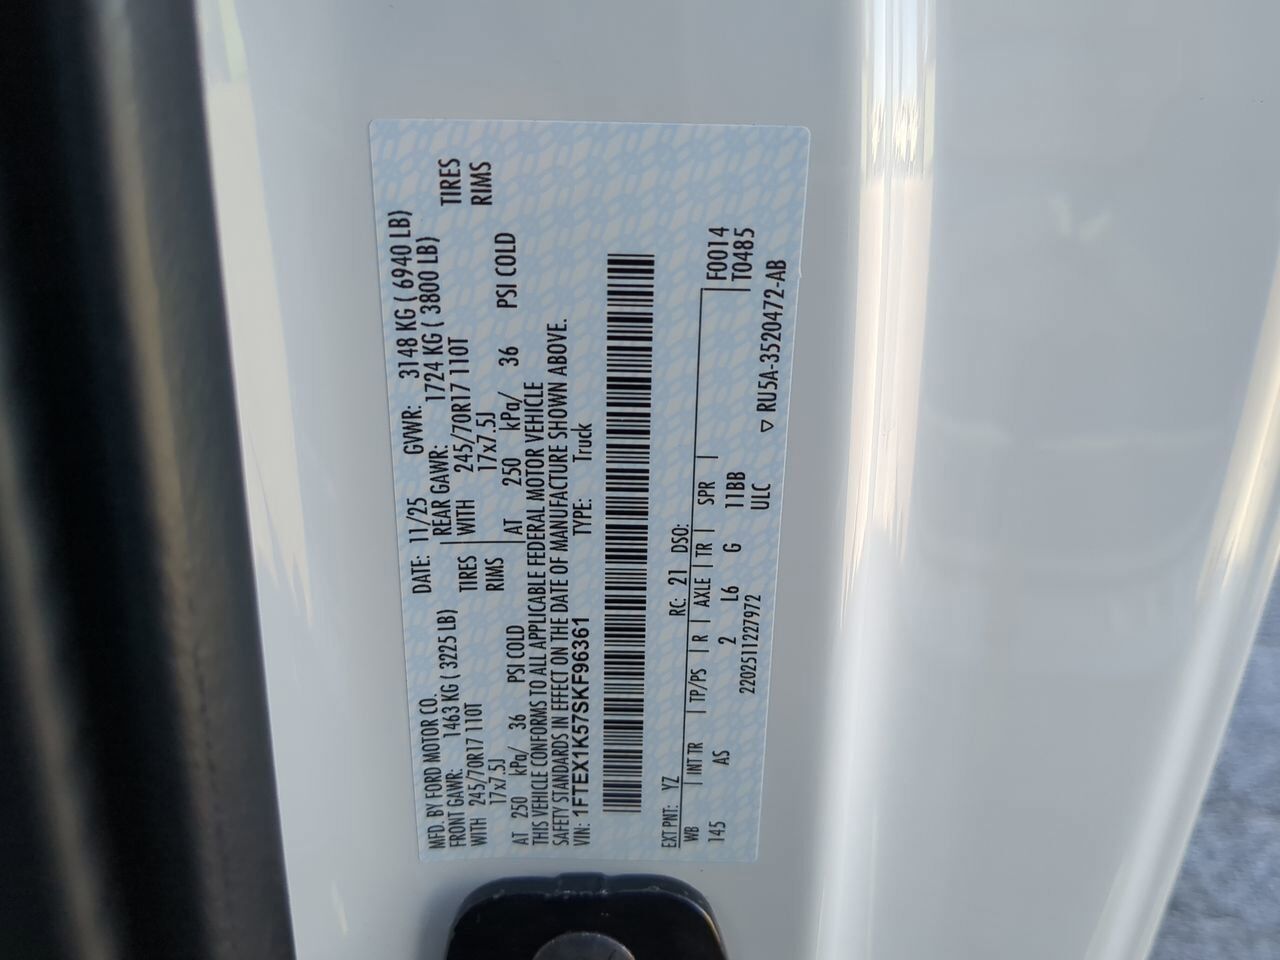 MFD. BY FORD MOTOR CO.
DATE: 11/25 GVWR: 3148 KG ( 6940 LB)
FRONT GAWR: 1463 KG ( 3225 LB)
REAR GAWR: 1724 KG ( 3800 LB)
WITH 245/70R17 110T TIRES
WITH 245/70R17 110T TIRES
17x7.5J RIMS
17x7.5J RIMS
AT 250 kPa/ 36 PSI COLD
AT 250 kPa/ 36 PSI COLD
THIS VEHICLE CONFORMS TO ALL APPLICABLE FEDERAL MOTOR VEHICLE
SAFETY STANDARDS IN EFFECT ON THE DATE OF MANUFACTURE SHOWN ABOVE.
VIN: 1FTEX1K57SKF96361 TYPE: Truck
EXT PNT: YZ RC: 21 DSO:
F0014
WB | INT TR | TP/PS | R | AXLE | TR | SPR |
T0485
145 AS 2 L6 G 11BB
2202511227972 ULC
▽ RU5A-3520472-AB